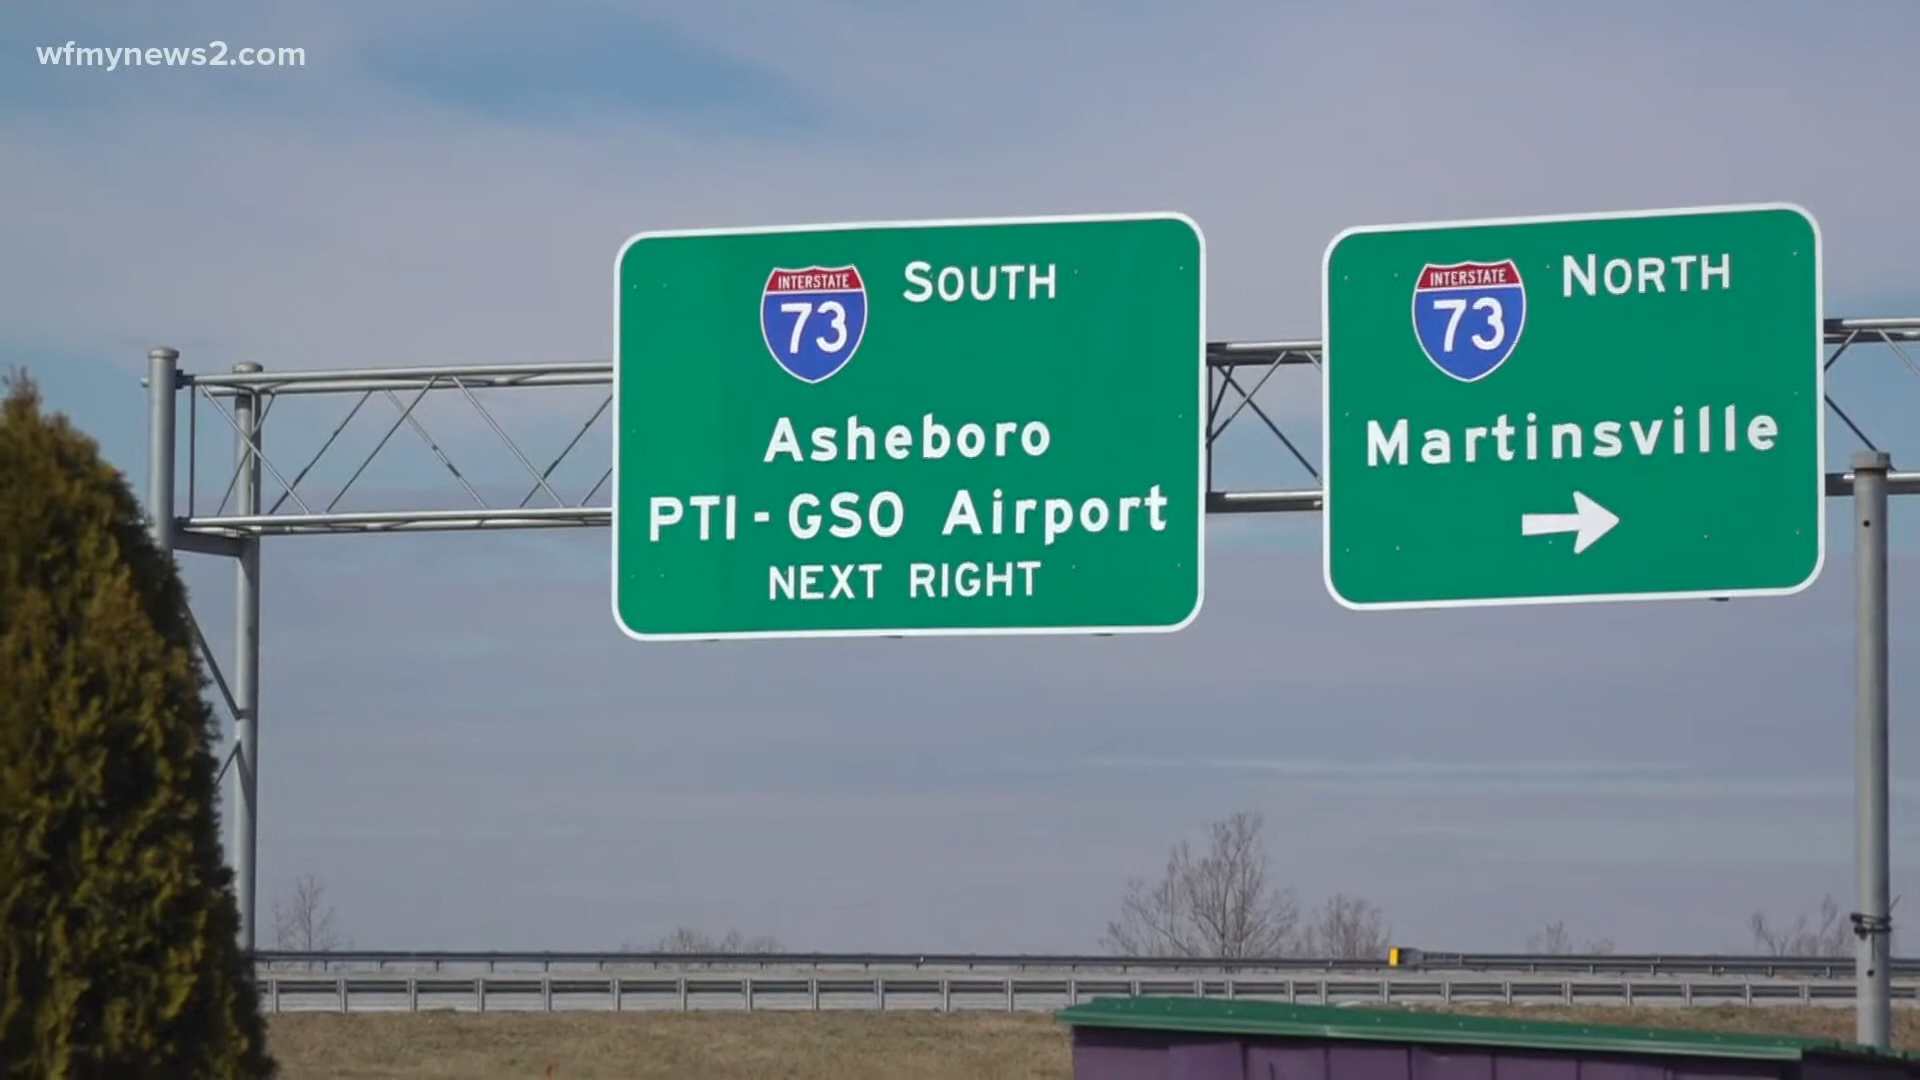 wfmynews2.com
INTERSTATE
73
SOUTH
Asheboro
PTI-GSO Airport
NEXT RIGHT
INTERSTATE
73
NORTH
Martinsville